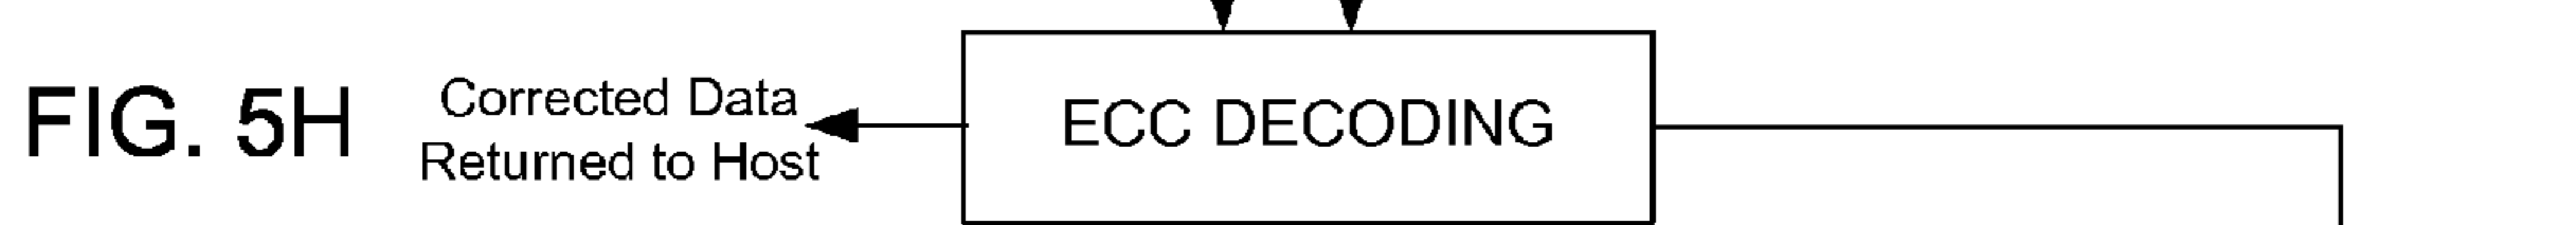 FIG. 5H
Corrected Data
Returned to Host
ECC DECODING